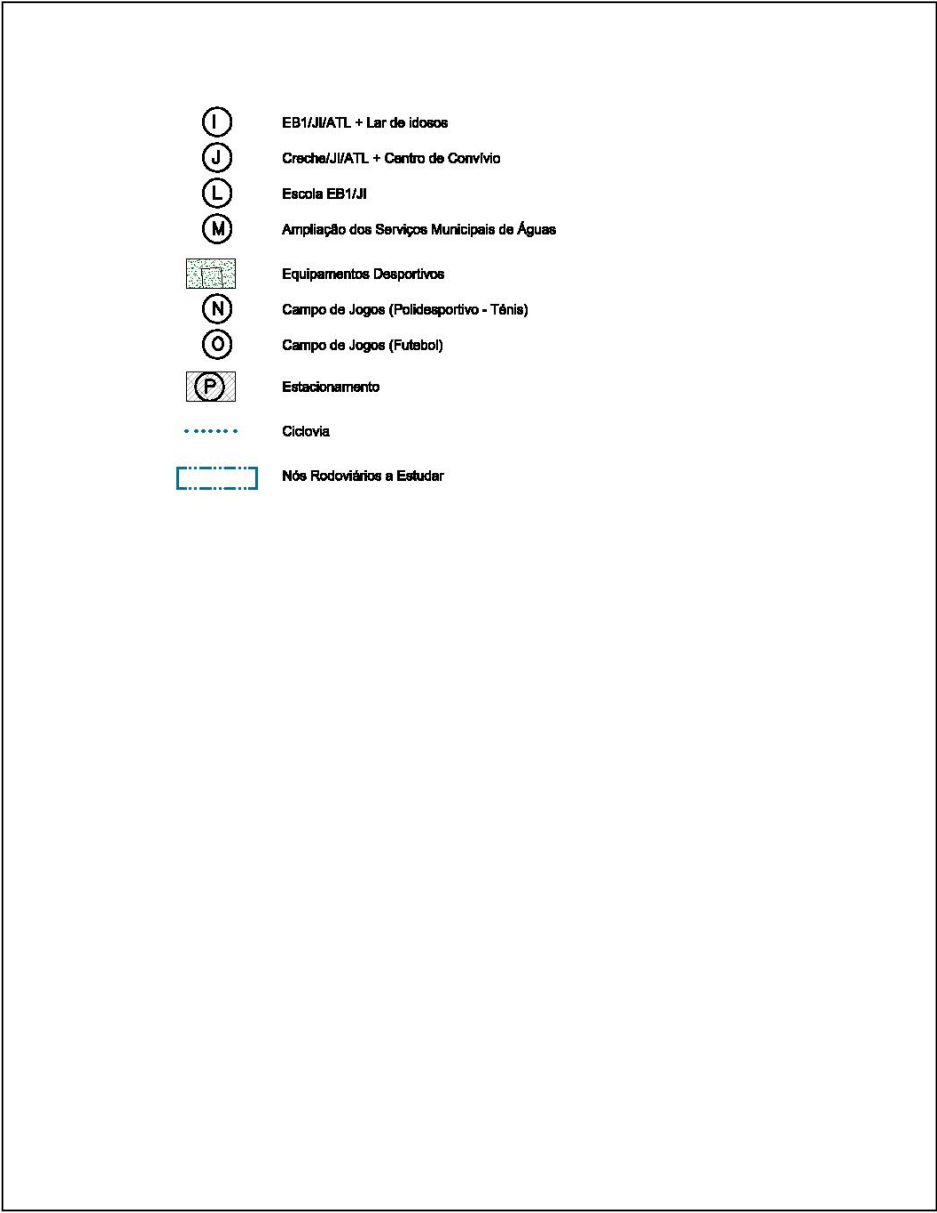 I EB1/JI/ATL + Lar de idosos
J Creche/JI/ATL + Centro de Convívio
L Escola EB1/JI
M Ampliação dos Serviços Municipais de Águas
Equipamentos Desportivos
N Campo de Jogos (Polidesportivo - Ténis)
O Campo de Jogos (Futebol)
P Estacionamento
Ciclovia
Nós Rodoviários a Estudar